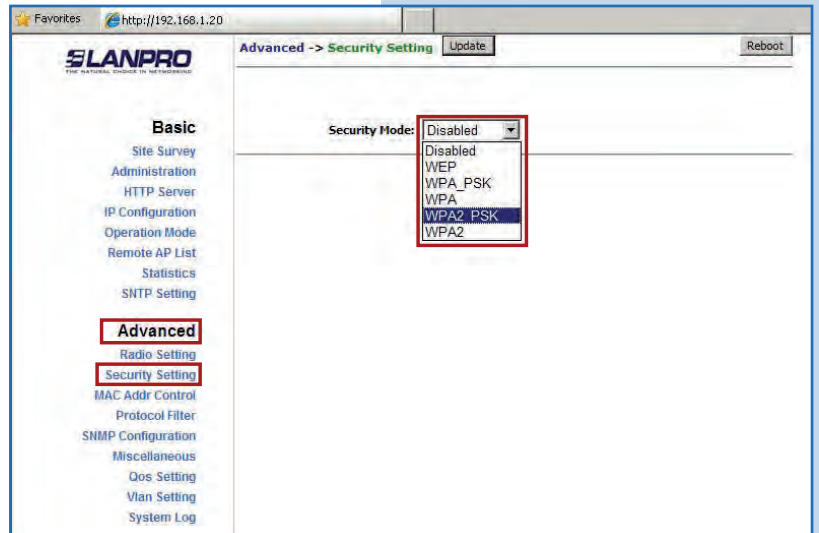 Favorites
http://192.168.1.20
LANPRO
THE NATURAL CHOICE IN NETWORKING
Advanced -> Security Setting
Update
Reboot
Security Mode:
Disabled
Disabled
WEP
WPA_PSK
WPA
WPA2_PSK
WPA2
Basic
Site Survey
Administration
HTTP Server
IP Configuration
Operation Mode
Remote AP List
Statistics
SNTP Setting
Advanced
Radio Setting
Security Setting
MAC Addr Control
Protocol Filter
SNMP Configuration
Miscellaneous
Qos Setting
Vlan Setting
System Log